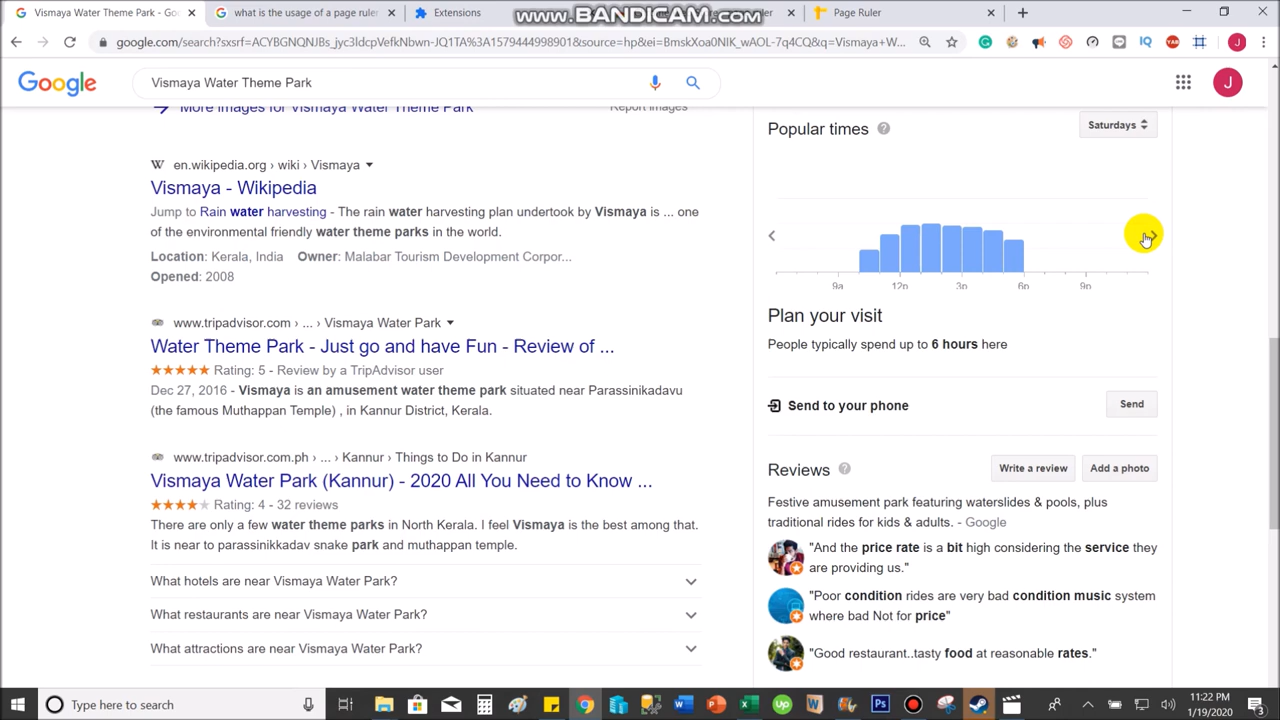 www.BANDICAM.com
Vismaya Water Theme Park - Goo
what is the usage of a page ruler
Extensions
Page Ruler
google.com/search?sxsrf=ACYBGNQNJBs_jyc3ldcpVefkNbwn-JQ1TA%3A1579444998901&source=hp&ei=BmskXoa0NIK_wAOL-7q4CQ&q=Vismaya+W...
Google
Vismaya Water Theme Park
J
More images for Vismaya Water Theme Park
Report images
en.wikipedia.org › wiki › Vismaya
Vismaya - Wikipedia
Jump to Rain water harvesting - The rain water harvesting plan undertook by Vismaya is ... one
of the environmental friendly water theme parks in the world.
Location: Kerala, India Owner: Malabar Tourism Development Corpor...
Opened: 2008
www.tripadvisor.com › ... › Vismaya Water Park
Water Theme Park - Just go and have Fun - Review of ...
Rating: 5 - Review by a TripAdvisor user
Dec 27, 2016 - Vismaya is an amusement water theme park situated near Parassinikadavu
(the famous Muthappan Temple) , in Kannur District, Kerala.
www.tripadvisor.com.ph › ... › Kannur › Things to Do in Kannur
Vismaya Water Park (Kannur) - 2020 All You Need to Know ...
Rating: 4 - 32 reviews
There are only a few water theme parks in North Kerala. I feel Vismaya is the best among that.
It is near to parassinikkadav snake park and muthappan temple.
What hotels are near Vismaya Water Park?
What restaurants are near Vismaya Water Park?
What attractions are near Vismaya Water Park?
Popular times
Saturdays
9a 12p 3p 6p 9p
Plan your visit
People typically spend up to 6 hours here
Send to your phone
Send
Reviews
Write a review
Add a photo
Festive amusement park featuring waterslides & pools, plus
traditional rides for kids & adults. - Google
"And the price rate is a bit high considering the service they
are providing us."
"Poor condition rides are very bad condition music system
where bad Not for price"
"Good restaurant..tasty food at reasonable rates."
Type here to search
11:22 PM
1/19/2020